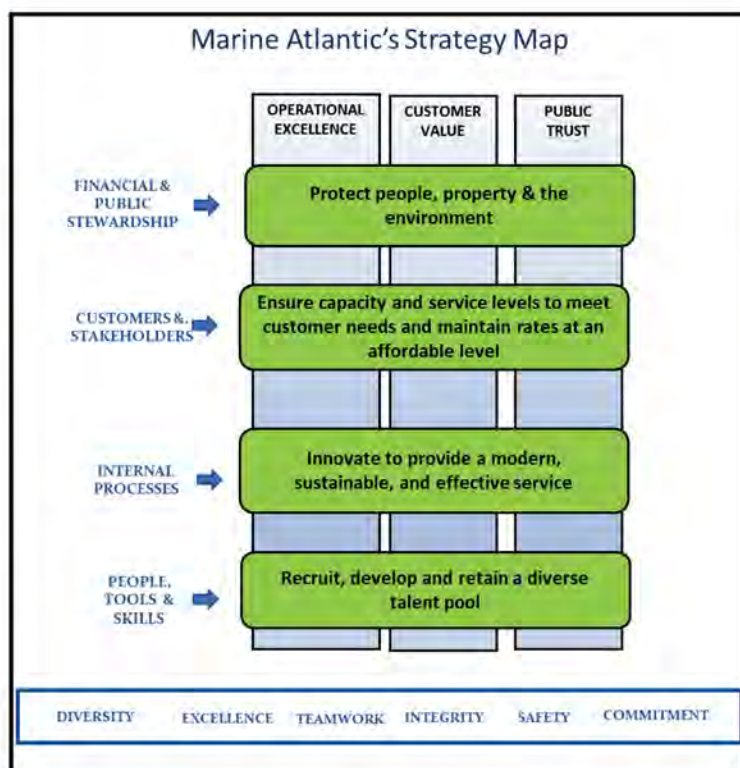 Marine Atlantic's Strategy Map
OPERATIONAL
EXCELLENCE
CUSTOMER
VALUE
PUBLIC
TRUST
FINANCIAL &
PUBLIC
STEWARDSHIP
Protect people, property & the
environment
CUSTOMERS &.
STAKEHOLDERS
Ensure capacity and service levels to meet
customer needs and maintain rates at an
affordable level
INTERNAL
PROCESSES
Innovate to provide a modern,
sustainable, and effective service
PEOPLE,
TOOLS &
SKILLS
Recruit, develop and retain a diverse
talent pool
DIVERSITY EXCELLENCE TEAMWORK INTEGRITY SAFETY COMMITMENT